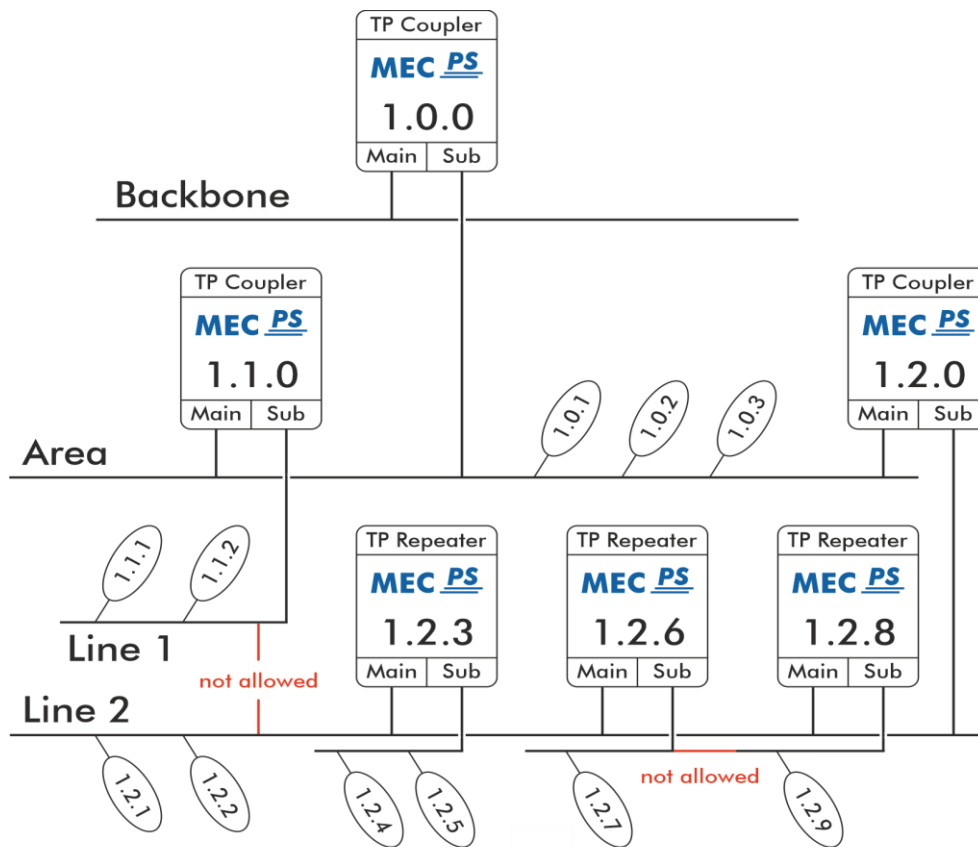 TP Coupler
MEC PS
1.0.0
Main Sub
Backbone
TP Coupler
MEC PS
1.1.0
Main Sub
TP Coupler
MEC PS
1.2.0
Main Sub
1.0.1
1.0.2
1.0.3
Area
1.1.1
1.1.2
Line 1
not allowed
TP Repeater
MEC PS
1.2.3
Main Sub
TP Repeater
MEC PS
1.2.6
Main Sub
TP Repeater
MEC PS
1.2.8
Main Sub
Line 2
1.2.1
1.2.2
1.2.4
1.2.5
1.2.7
not allowed
1.2.9